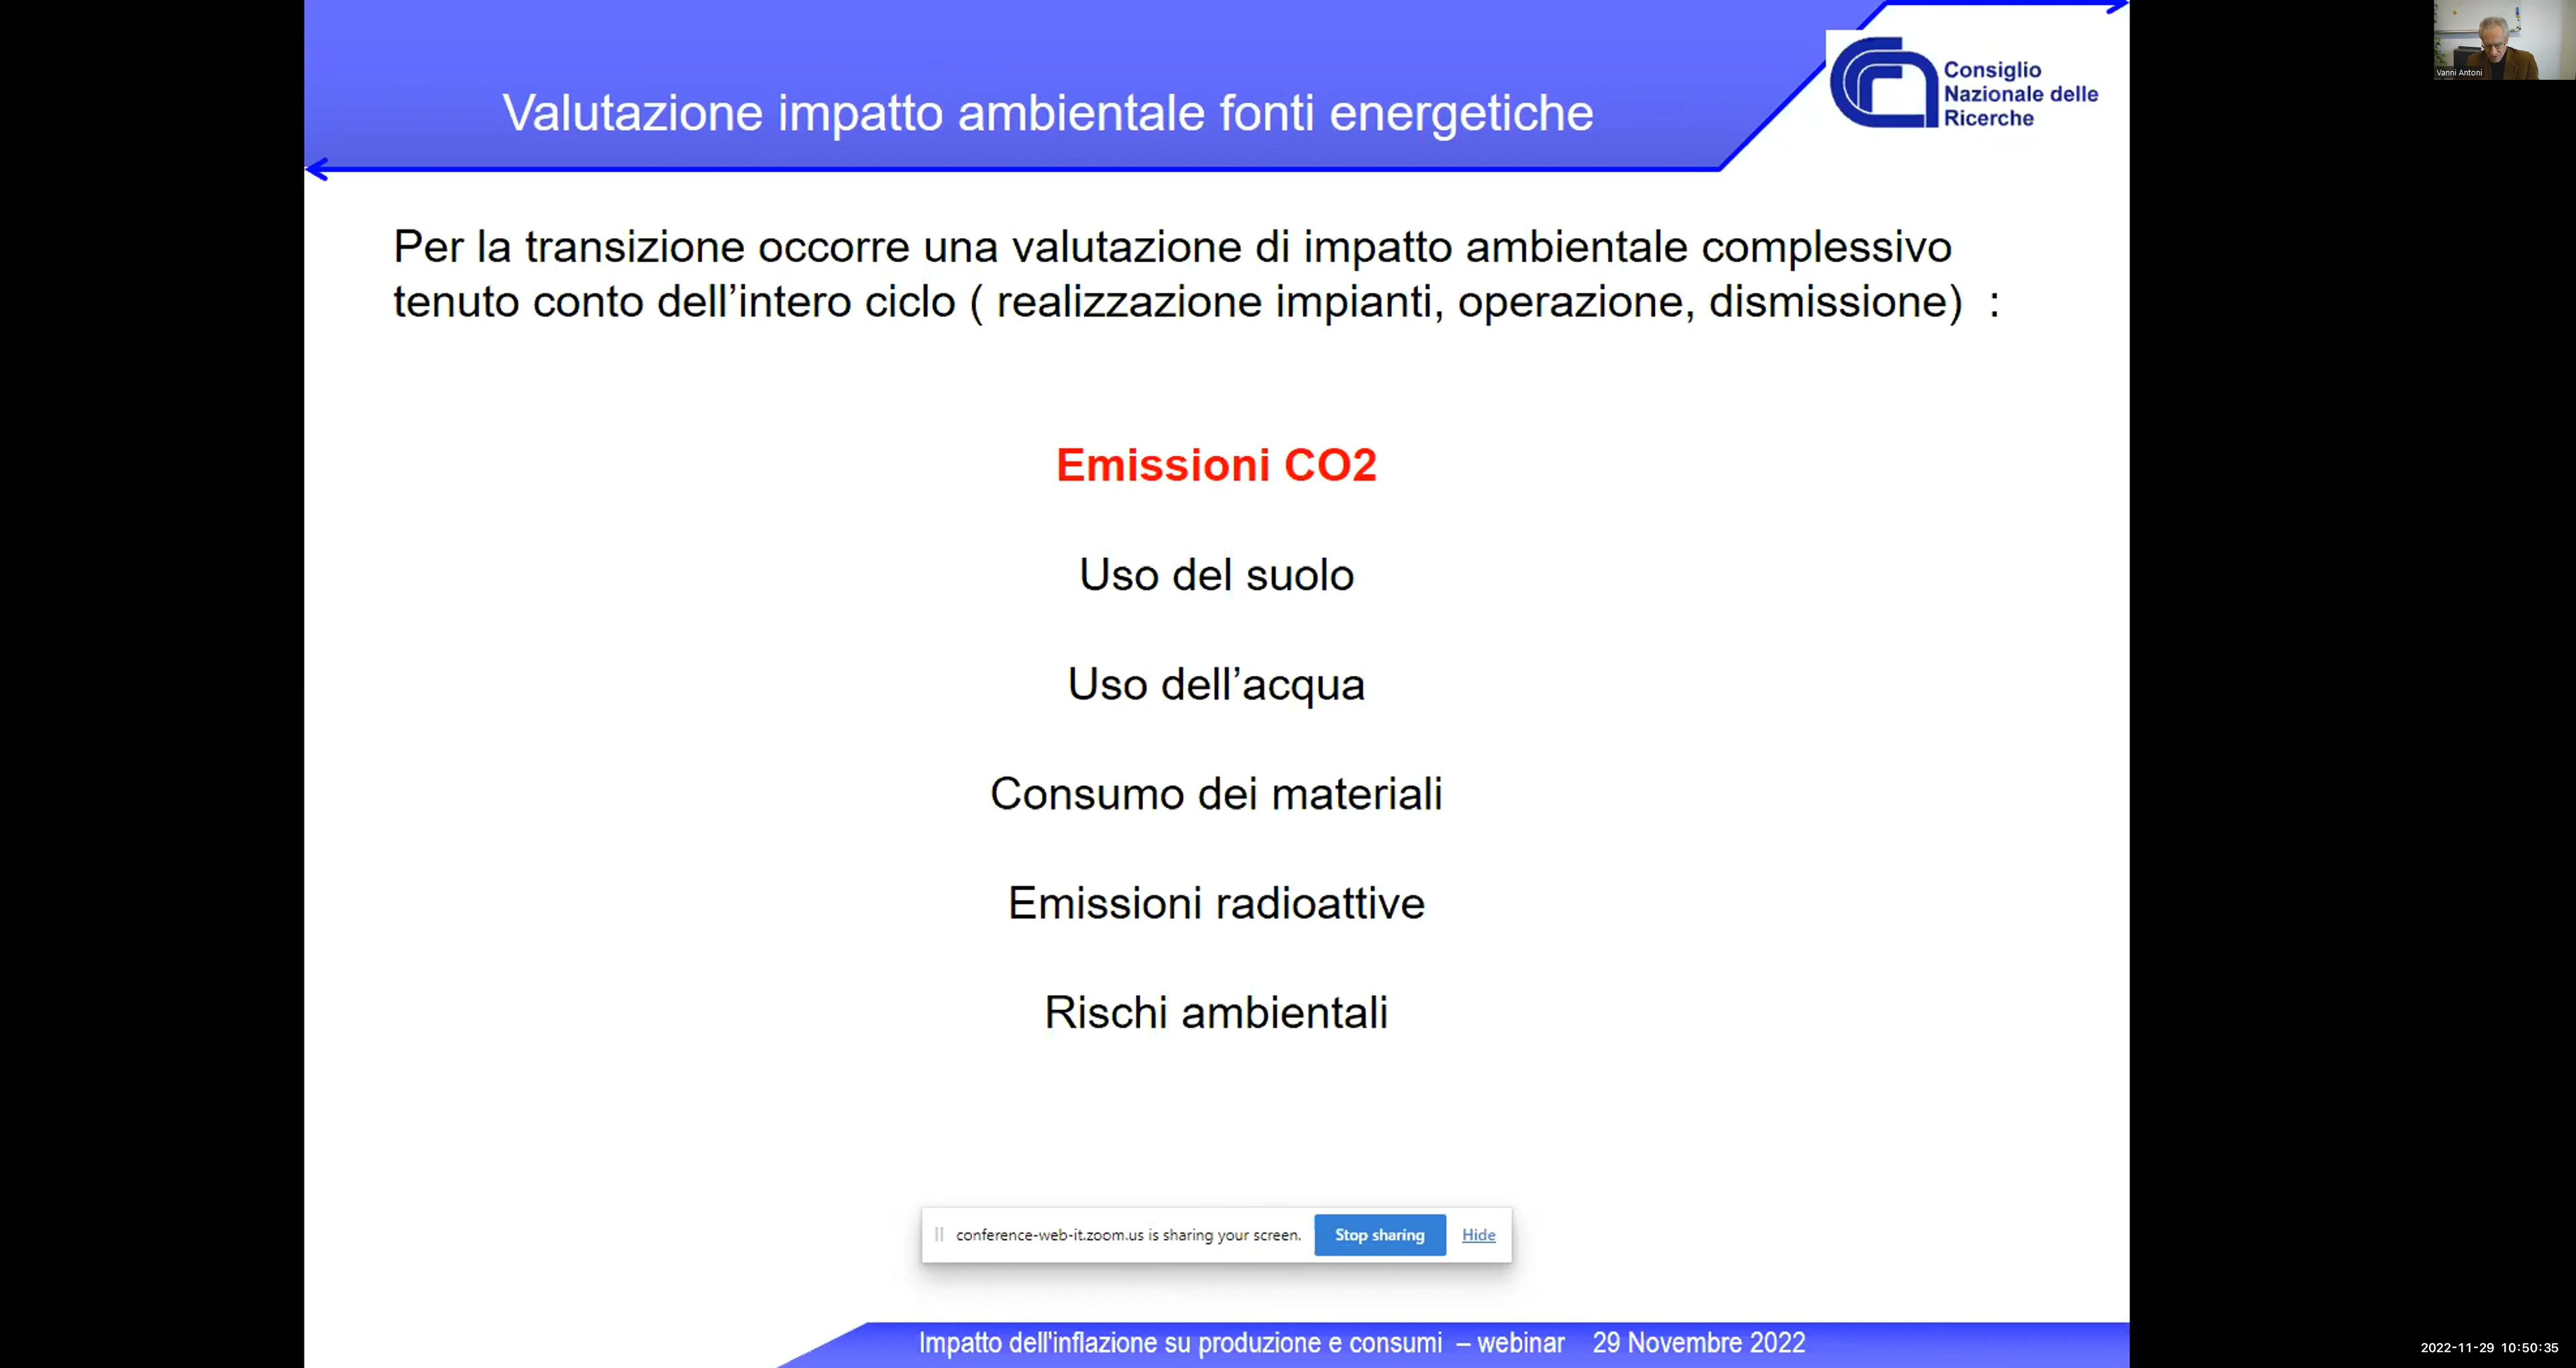 Valutazione impatto ambientale fonti energetiche
Consiglio
Nazionale delle
Ricerche
Vanni Antoni
Per la transizione occorre una valutazione di impatto ambientale complessivo
tenuto conto dell’intero ciclo ( realizzazione impianti, operazione, dismissione)  :
Emissioni CO2
Uso del suolo
Uso dell’acqua
Consumo dei materiali
Emissioni radioattive
Rischi ambientali
conference-web-it.zoom.us is sharing your screen. Stop sharing Hide
Impatto dell'inflazione su produzione e consumi – webinar 29 Novembre 2022
2022-11-29 10:50:35